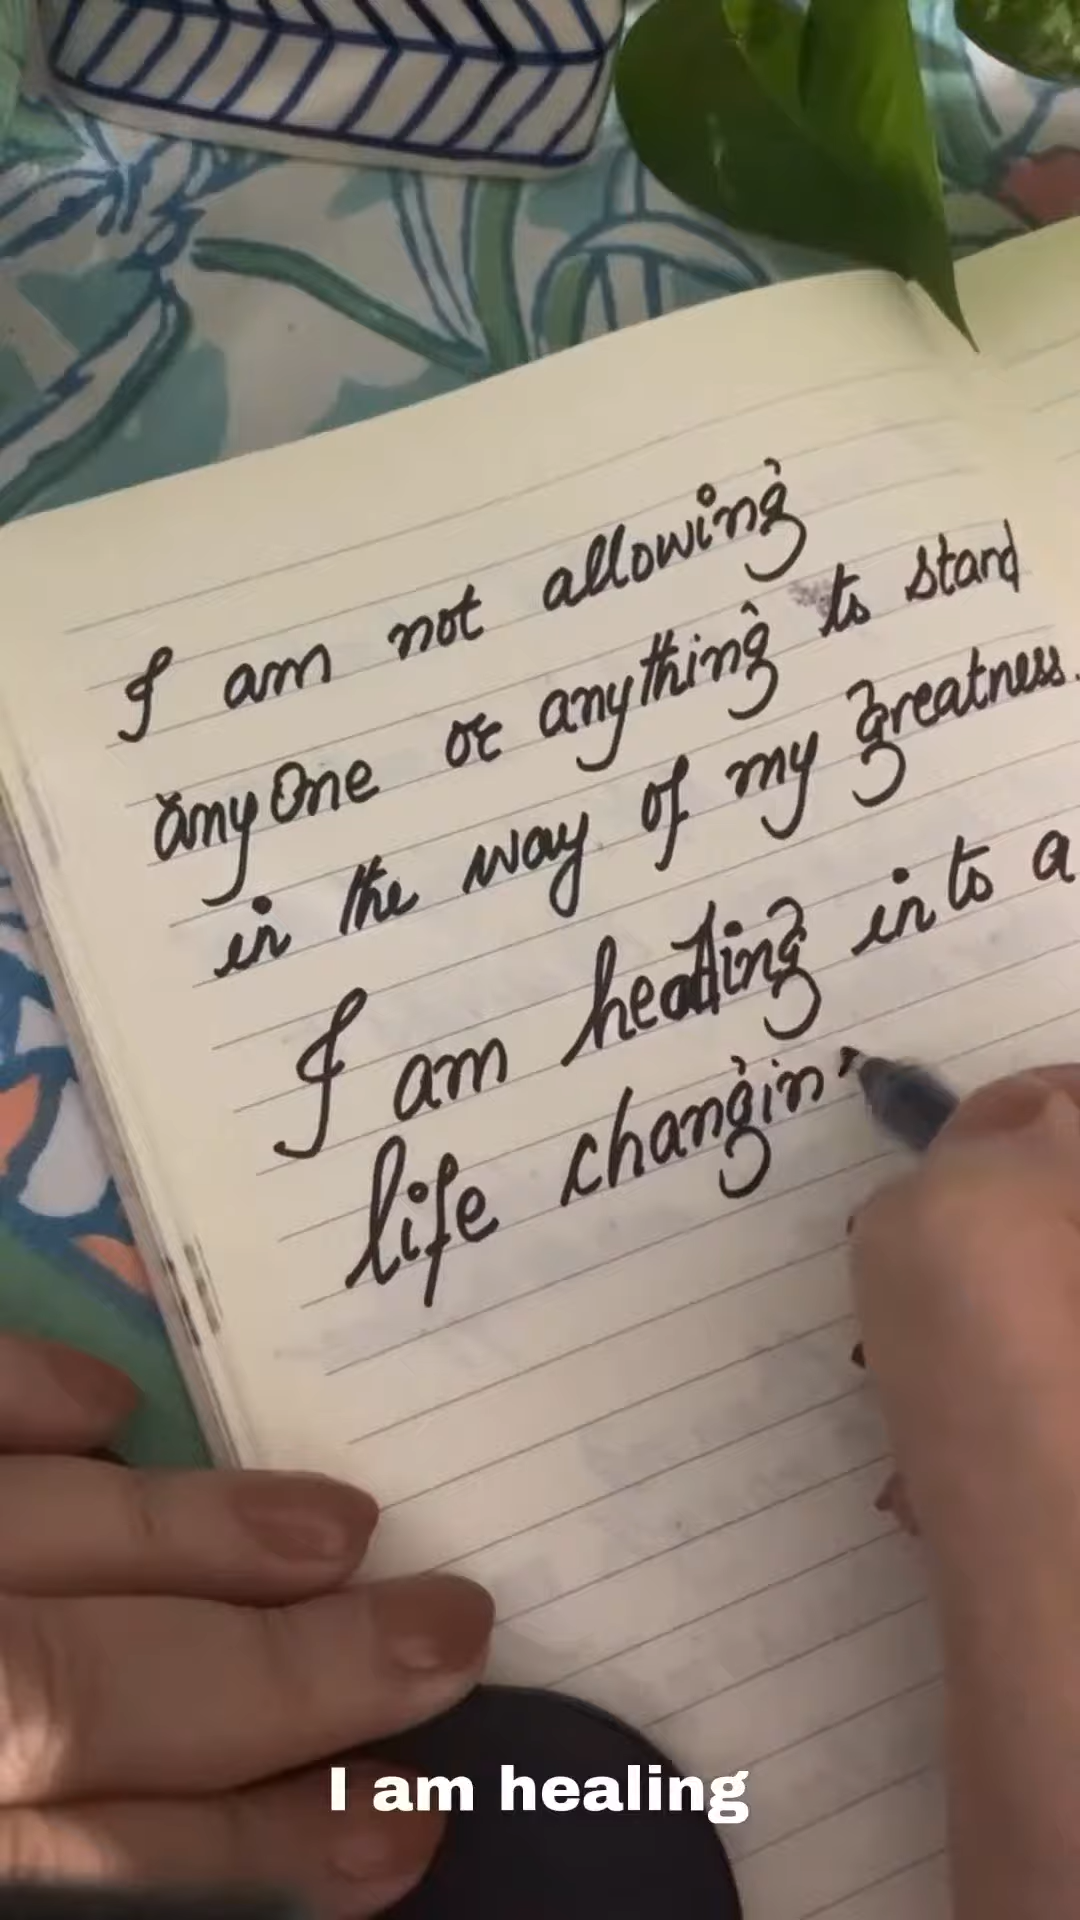 I am not allowing
anyOne or anything to stand
in the way of my greatness.
I am healing into a
life changin
I am healing